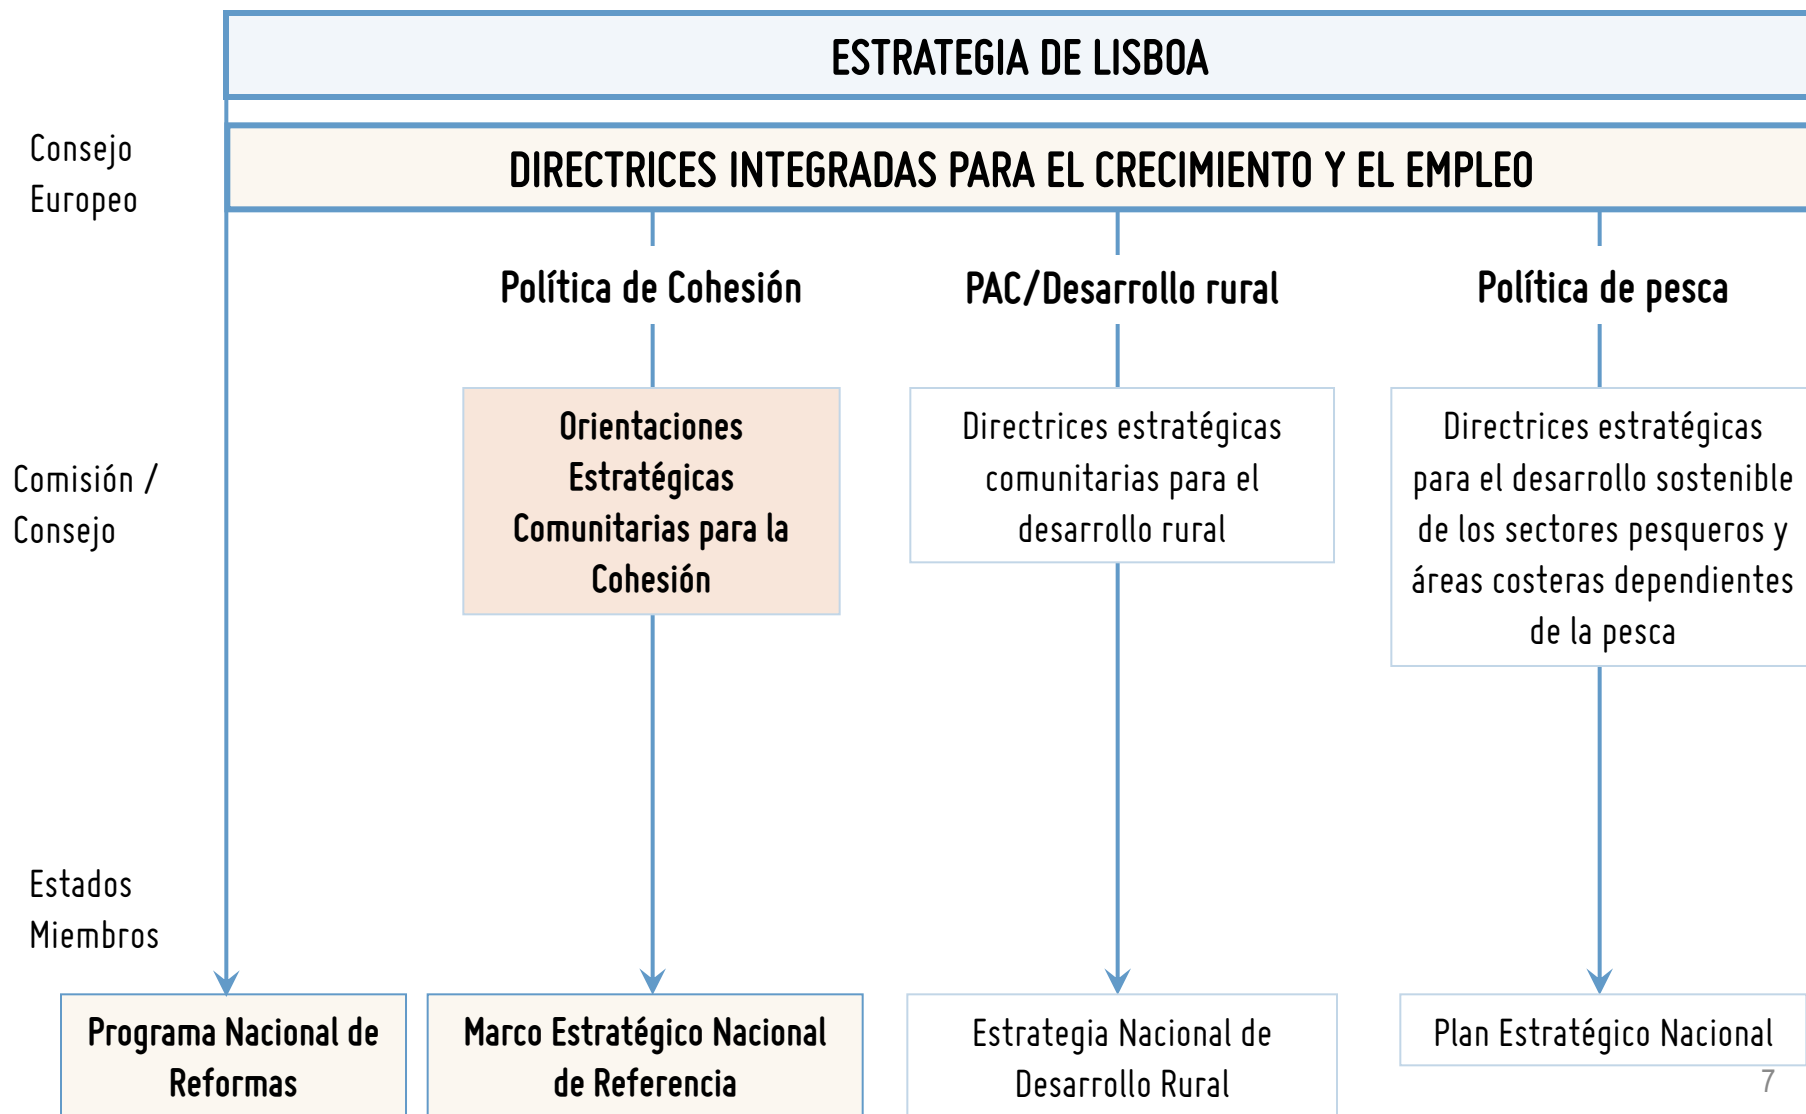 ESTRATEGIA DE LISBOA
Consejo
Europeo
DIRECTRICES INTEGRADAS PARA EL CRECIMIENTO Y EL EMPLEO
Política de Cohesión
PAC/Desarrollo rural
Política de pesca
Comisión /
Consejo
Orientaciones
Estratégicas
Comunitarias para la
Cohesión
Directrices estratégicas
comunitarias para el
desarrollo rural
Directrices estratégicas
para el desarrollo sostenible
de los sectores pesqueros y
áreas costeras dependientes
de la pesca
Estados
Miembros
Programa Nacional de
Reformas
Marco Estratégico Nacional
de Referencia
Estrategia Nacional de
Desarrollo Rural
Plan Estratégico Nacional
7